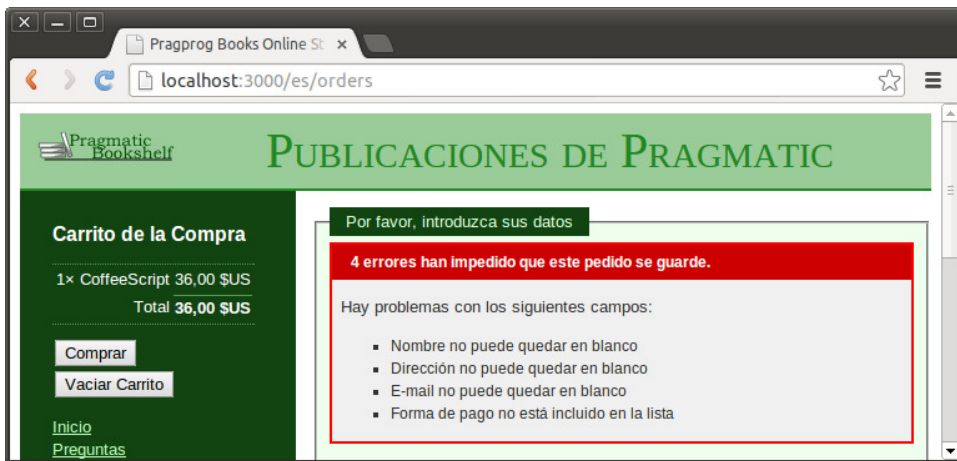 Pragprog Books Online St
localhost:3000/es/orders
Pragmatic
Bookshelf
PUBLICACIONES DE PRAGMATIC
Carrito de la Compra
1× CoffeeScript 36,00 $US
Total 36,00 $US
Comprar
Vaciar Carrito
Inicio
Preguntas
Por favor, introduzca sus datos
4 errores han impedido que este pedido se guarde.
Hay problemas con los siguientes campos:
Nombre no puede quedar en blanco
Dirección no puede quedar en blanco
E-mail no puede quedar en blanco
Forma de pago no está incluido en la lista